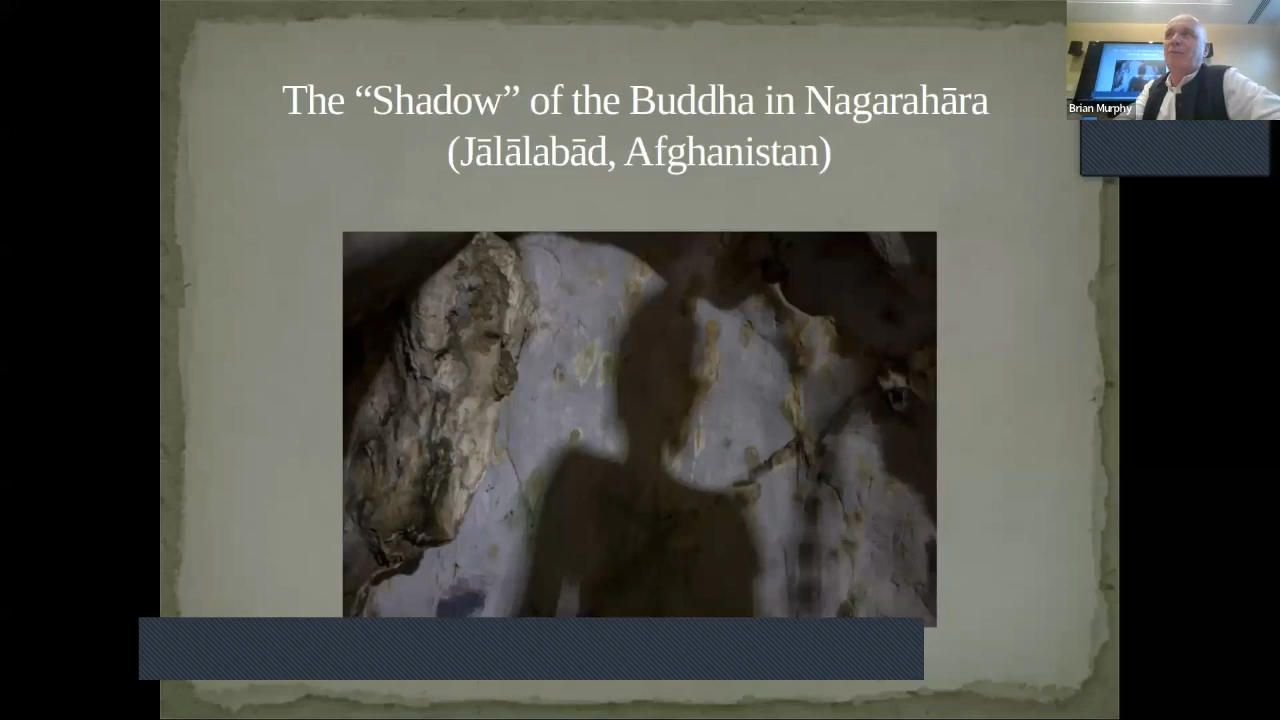 The “Shadow” of the Buddha in Nagarahāra
(Jālālabād, Afghanistan)
Brian Murphy